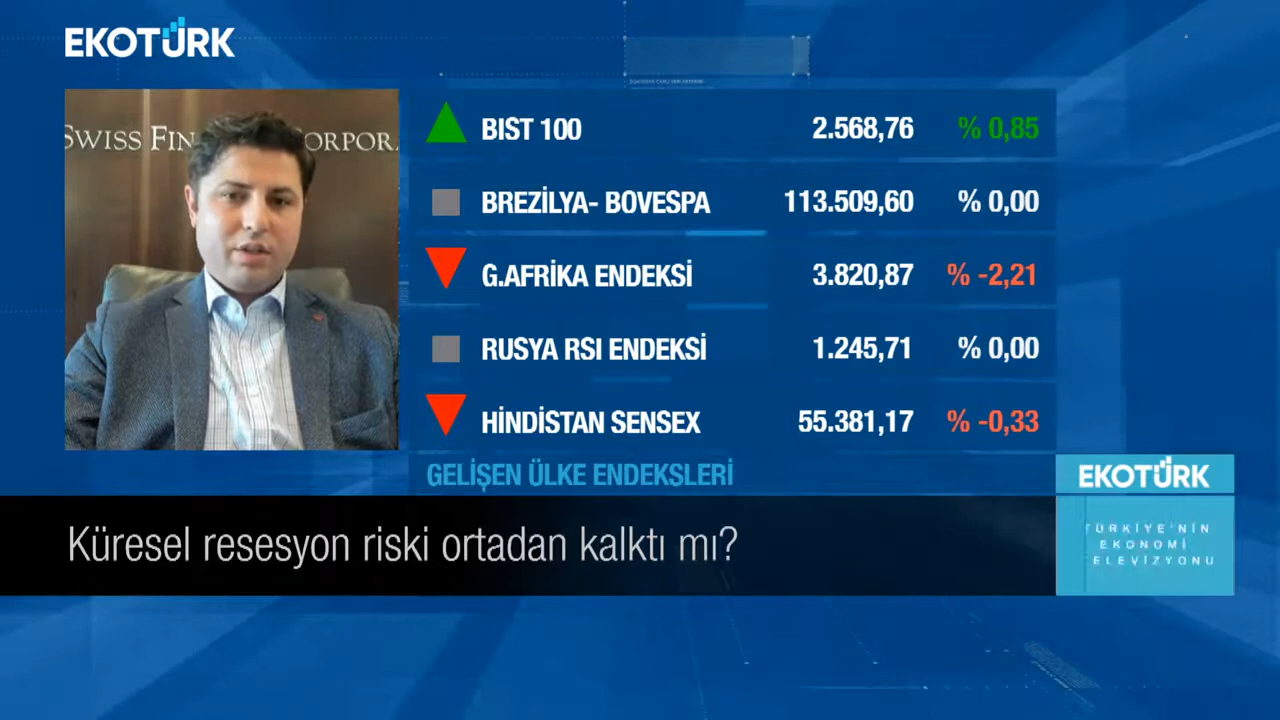 EKOTÜRK
SWISS FIN ORPORA
BIST 100 2.568,76 % 0,85
BREZİLYA- BOVESPA 113.509,60 % 0,00
G.AFRİKA ENDEKSİ 3.820,87 % -2,21
RUSYA RSI ENDEKSİ 1.245,71 % 0,00
HİNDİSTAN SENSEX 55.381,17 % -0,33
GELİŞEN ÜLKE ENDEKSLERİ
EKOTÜRK
Küresel resesyon riski ortadan kalktı mı?
TÜRKİYE'NİN
EKONOMİ
ELEVİZYONU